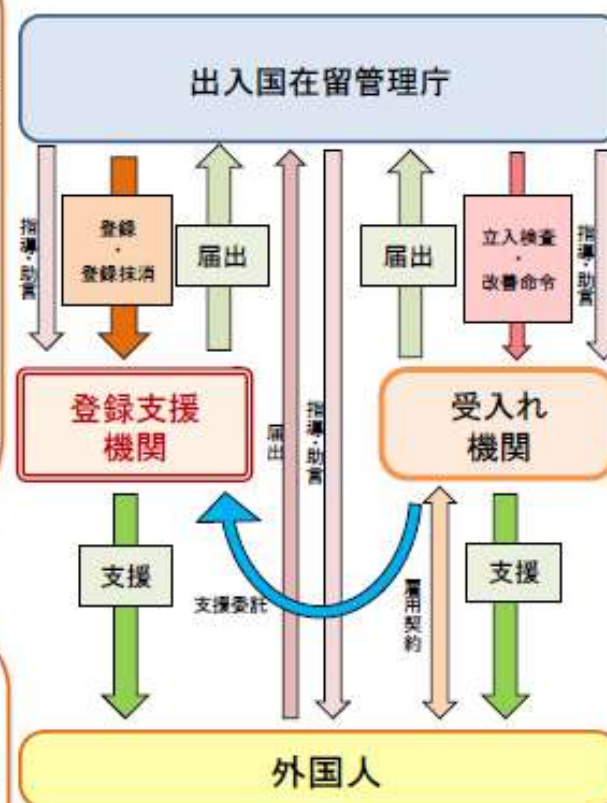 出入国在留管理庁
指導・助言
登録
・
登録抹消
届出
届出
立入検査
・
改善命令
指導・助言
登録支援
機関
届出
指導・助言
受入れ
機関
支援
支援委託
雇用契約
支援
外国人